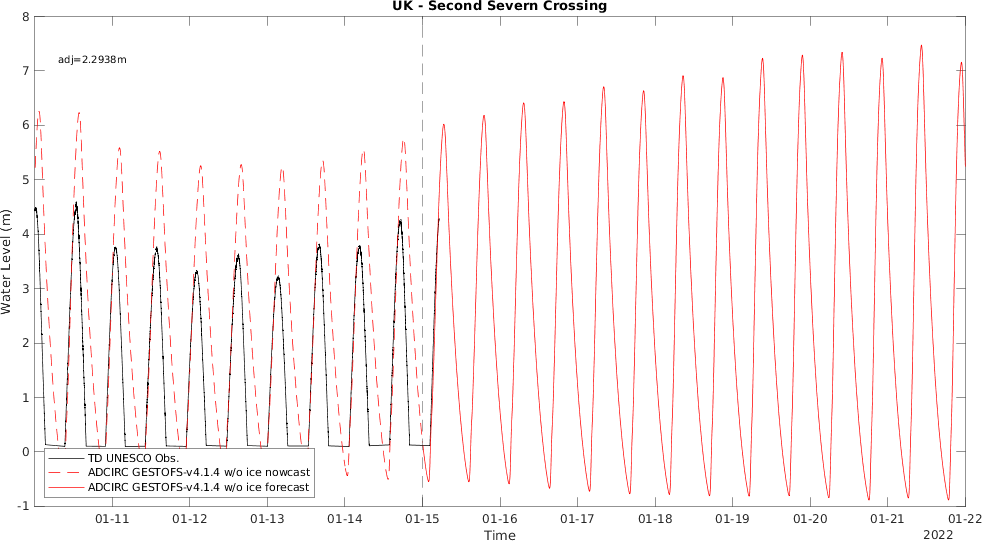 UK - Second Severn Crossing
8
adj=2.2938m
7
6
5
4
3
2
1
0
-1
Water Level (m)
TD UNESCO Obs.
ADCIRC GESTOFS-v4.1.4 w/o ice nowcast
ADCIRC GESTOFS-v4.1.4 w/o ice forecast
01-11 01-12 01-13 01-14 01-15 01-16 01-17 01-18 01-19 01-20 01-21 01-22
Time
2022